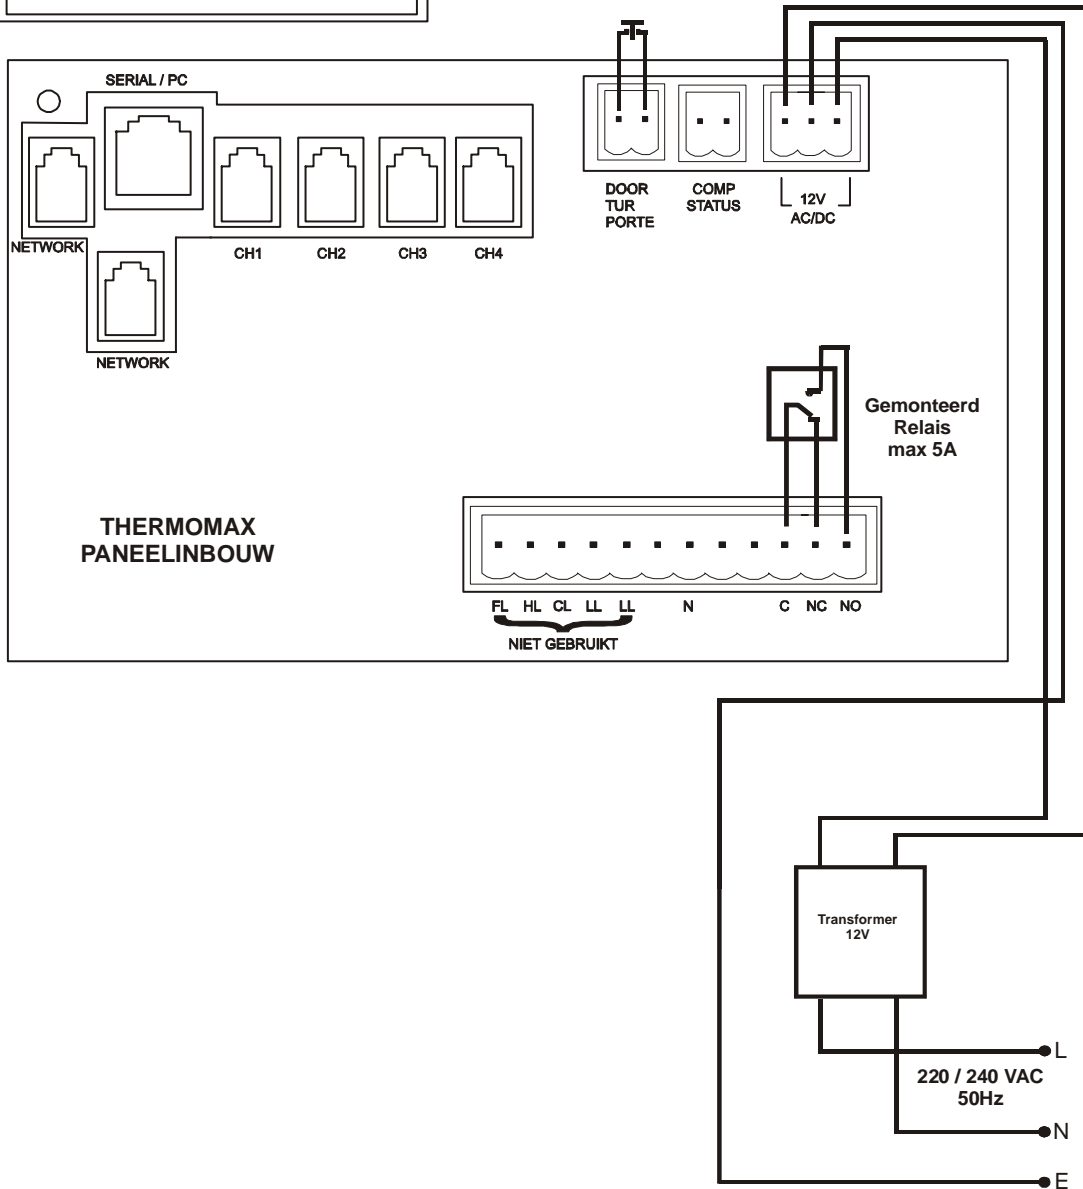 SERIAL / PC
NETWORK
CH1
CH2
CH3
CH4
NETWORK
DOOR
TUR
PORTE
COMP
STATUS
12V
AC/DC
Gemonteerd
Relais
max 5A
THERMOMAX
PANEELINBOUW
FL HL CL LL LL N C NC NO
NIET GEBRUIKT
Transformer
12V
L
220 / 240 VAC
50Hz
N
E